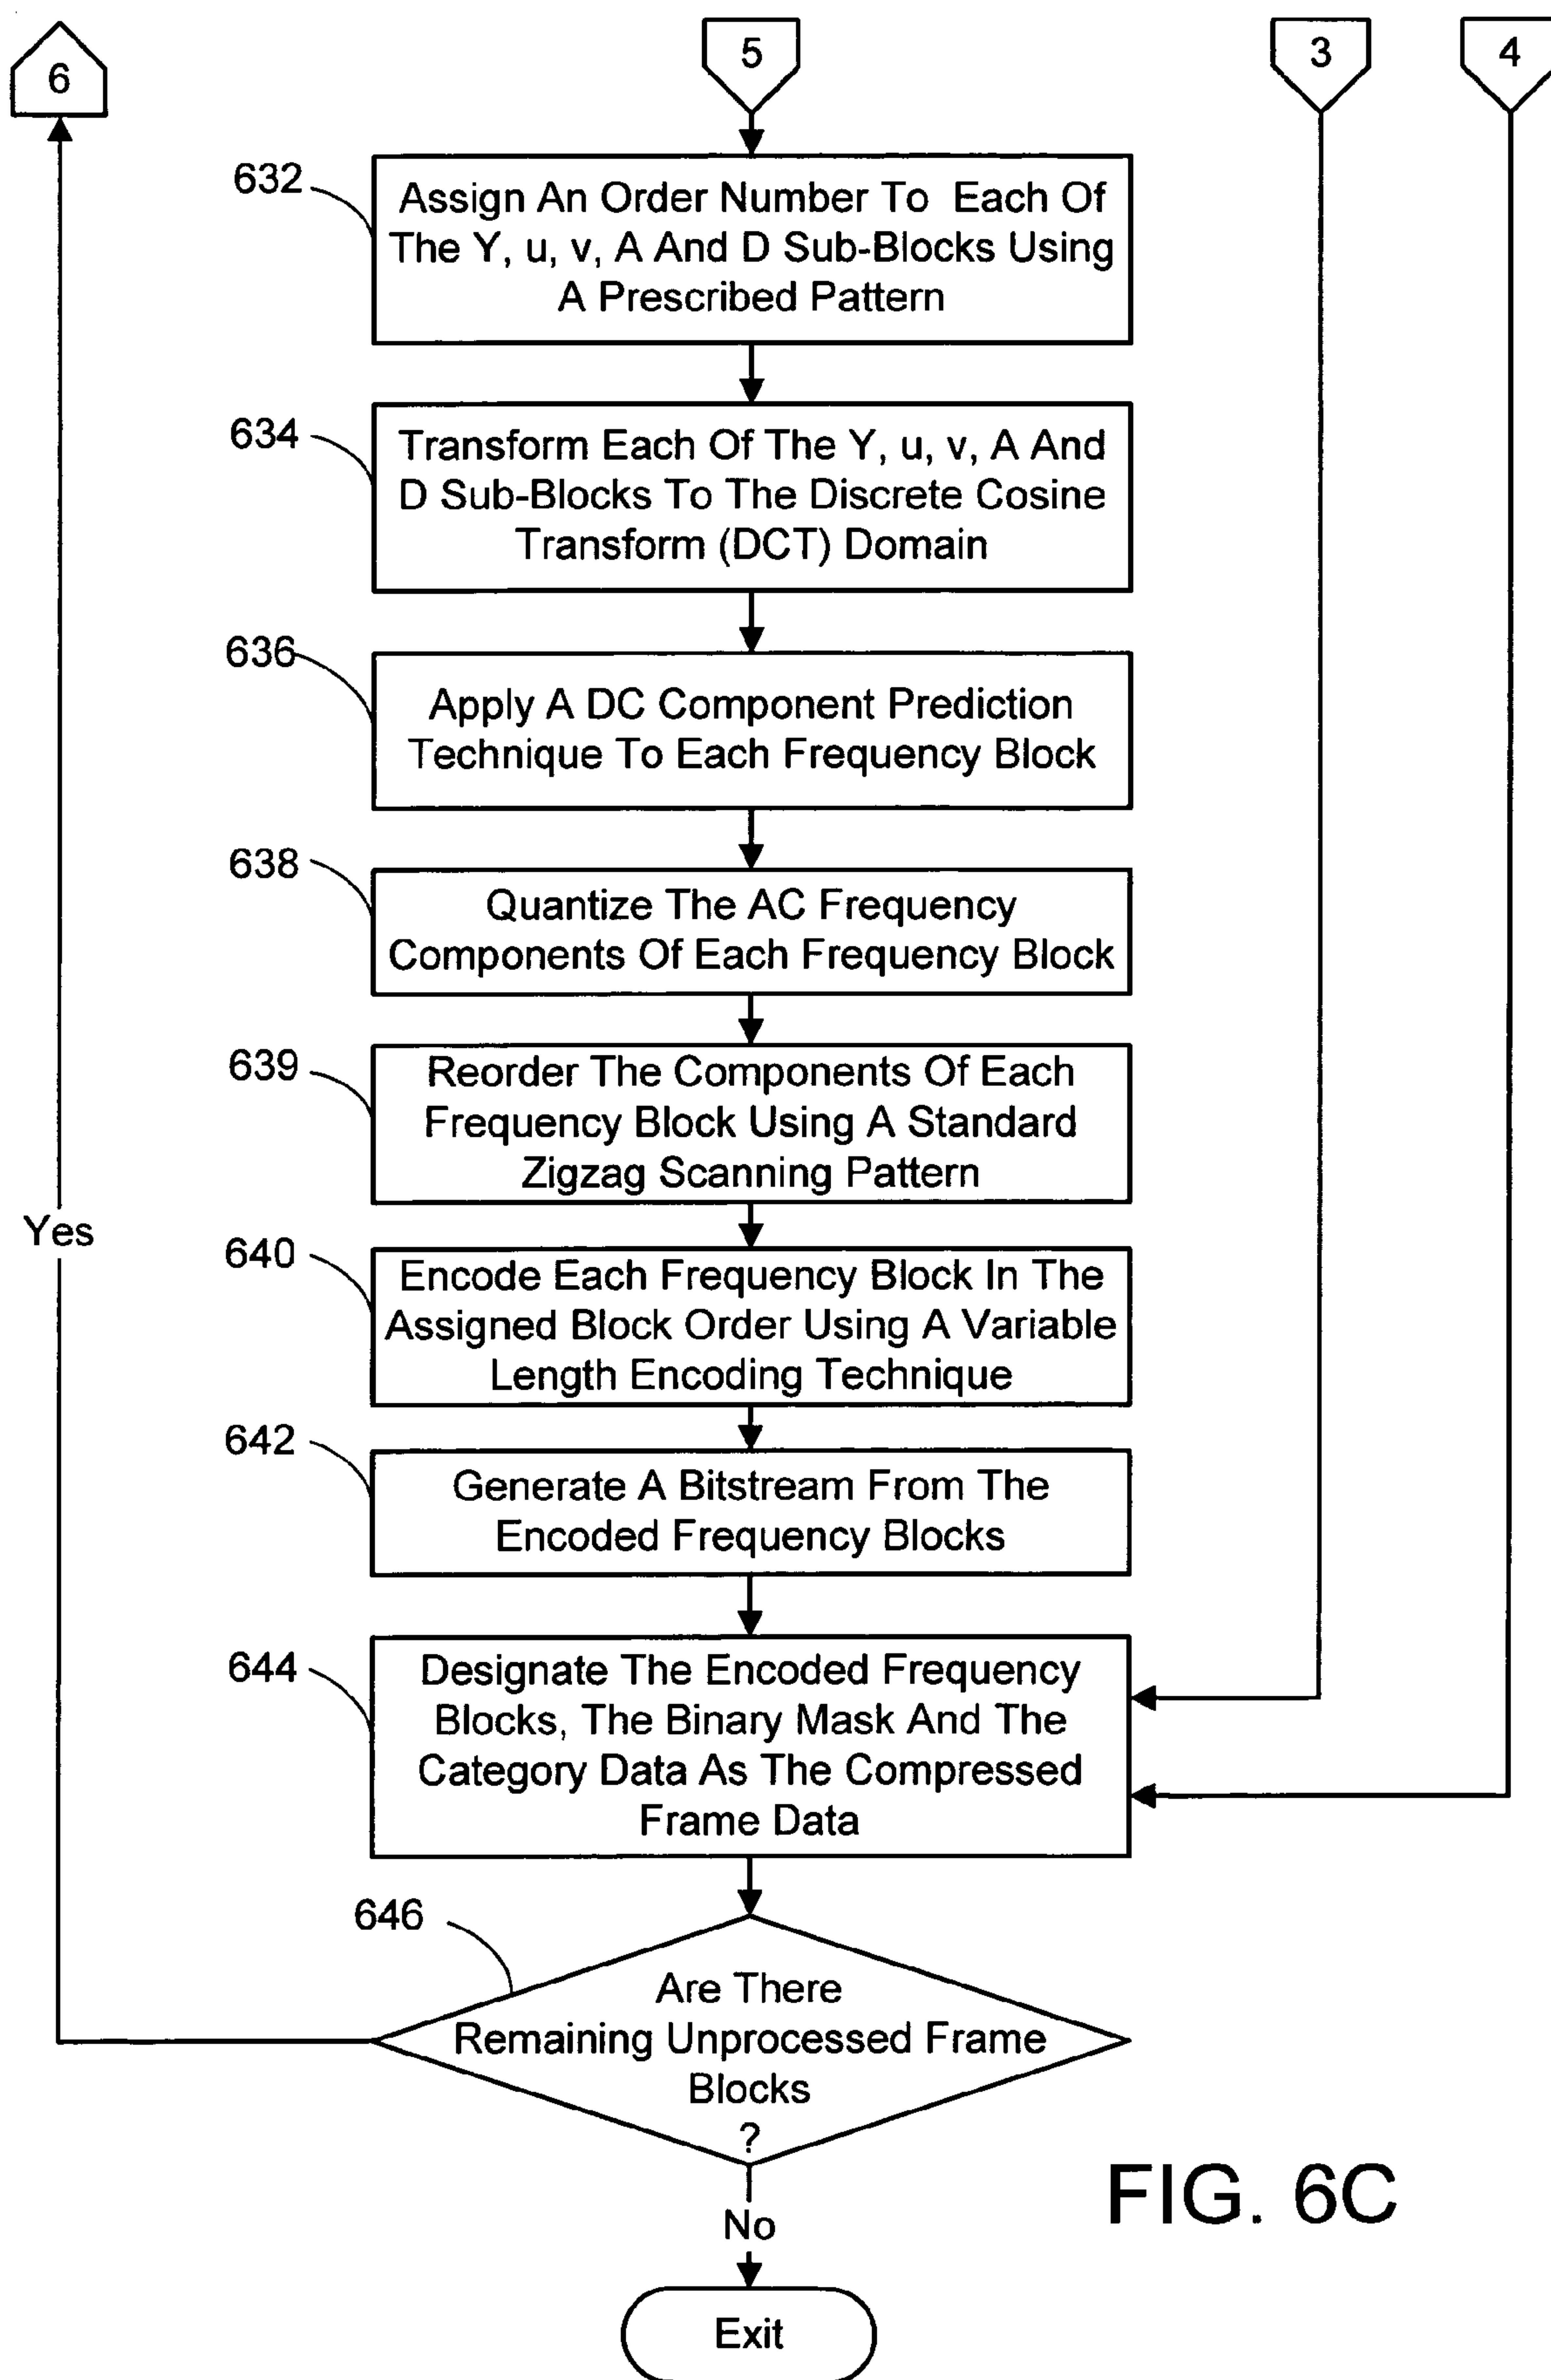 6
5
3
4
632
Assign An Order Number To Each Of
The Y, u, v, A And D Sub-Blocks Using
A Prescribed Pattern
634
Transform Each Of The Y, u, v, A And
D Sub-Blocks To The Discrete Cosine
Transform (DCT) Domain
636
Apply A DC Component Prediction
Technique To Each Frequency Block
638
Quantize The AC Frequency
Components Of Each Frequency Block
639
Reorder The Components Of Each
Frequency Block Using A Standard
Zigzag Scanning Pattern
Yes
640
Encode Each Frequency Block In The
Assigned Block Order Using A Variable
Length Encoding Technique
642
Generate A Bitstream From The
Encoded Frequency Blocks
644
Designate The Encoded Frequency
Blocks, The Binary Mask And The
Category Data As The Compressed
Frame Data
646
Are There
Remaining Unprocessed Frame
Blocks
?
No
Exit
FIG. 6C